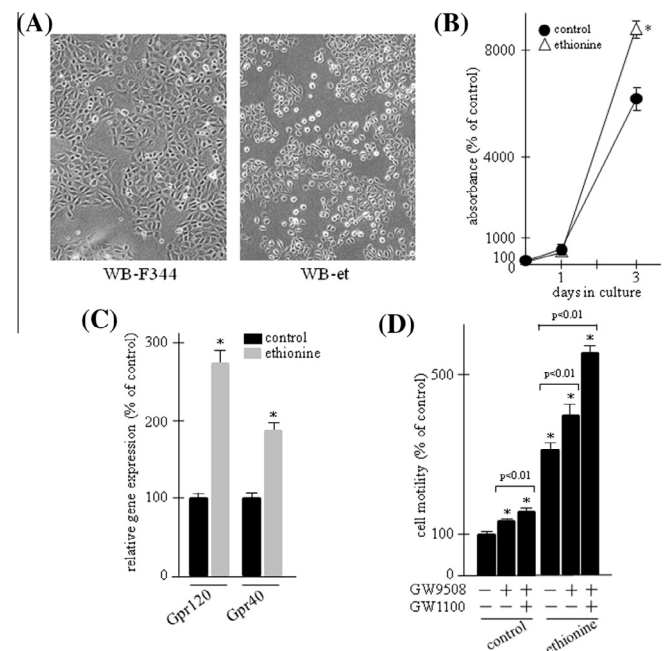 (A)
WB-F344
WB-et
(B)
control
ethionine
absorbance (% of control)
8000
4000
1000
100
0
*
1
3
days in culture
(C)
control
ethionine
relative gene expression (% of control)
300
200
100
0
*
*
Gpr120
Gpr40
(D)
cell motility (% of control)
500
100
0
p<0.01
p<0.01
p<0.01
*
*
*
*
*
GW9508 − + + − + +
GW1100 − − + − − +
control
ethionine